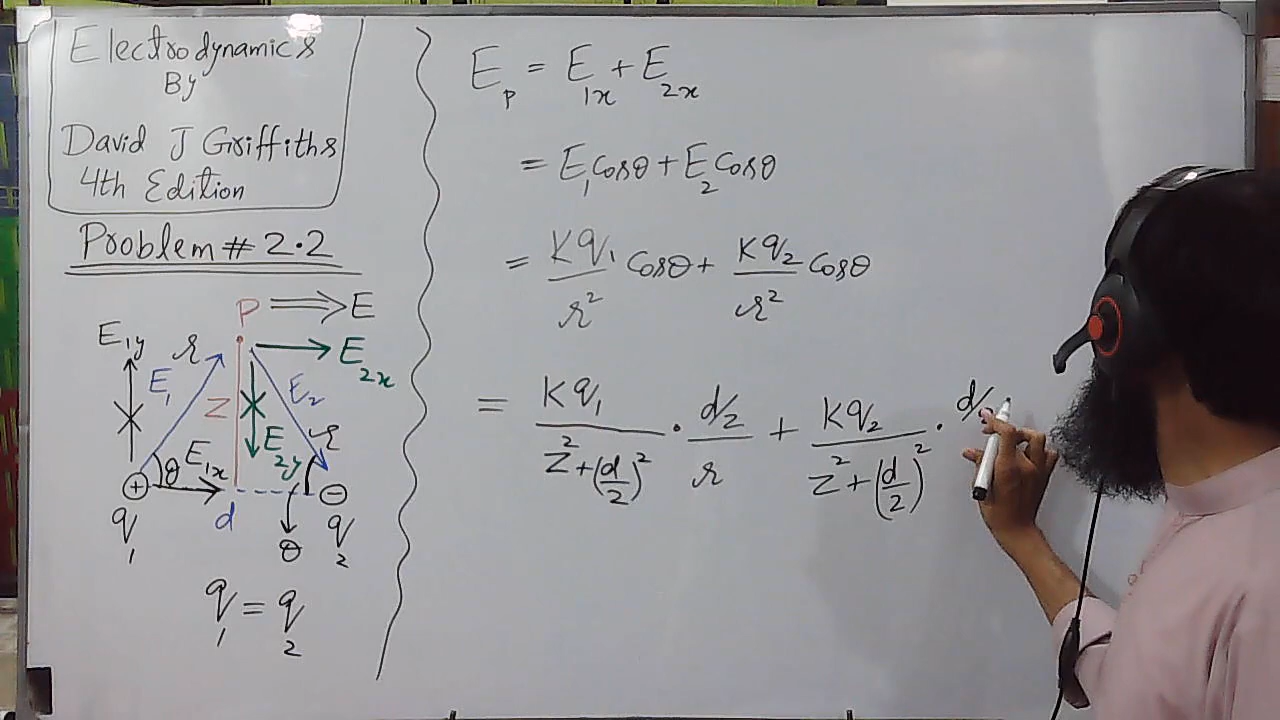 Electrodynamics
By
David J Griffiths
4th Edition
Problem # 2.2
P ⟹ E
E₁y
r
E₂x
E₁
Z
E₂
E₂y
r
θ
E₁x
+
d
−
q₁
θ
q₂
q₁ = q₂
Eₚ = E₁x + E₂x
= E₁ Cosθ + E₂ Cosθ
= Kq₁/r² Cosθ + Kq₂/r² Cosθ
= Kq₁/(Z² + (d/2)²) · (d/2)/r + Kq₂/(Z² + (d/2)²) · d/2